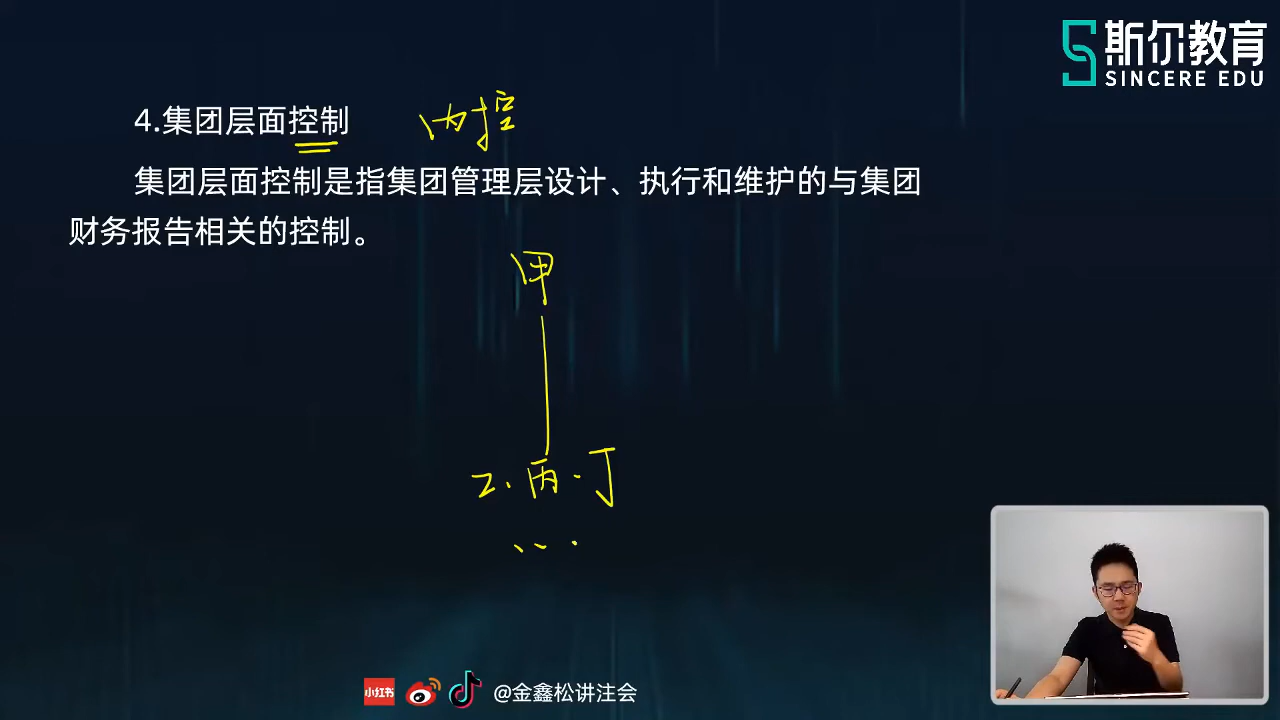 斯尔教育
SINCERE EDU
4.集团层面控制 内控
集团层面控制是指集团管理层设计、执行和维护的与集团
财务报告相关的控制。
甲
乙.丙.丁
...
小红书 @金鑫松讲注会